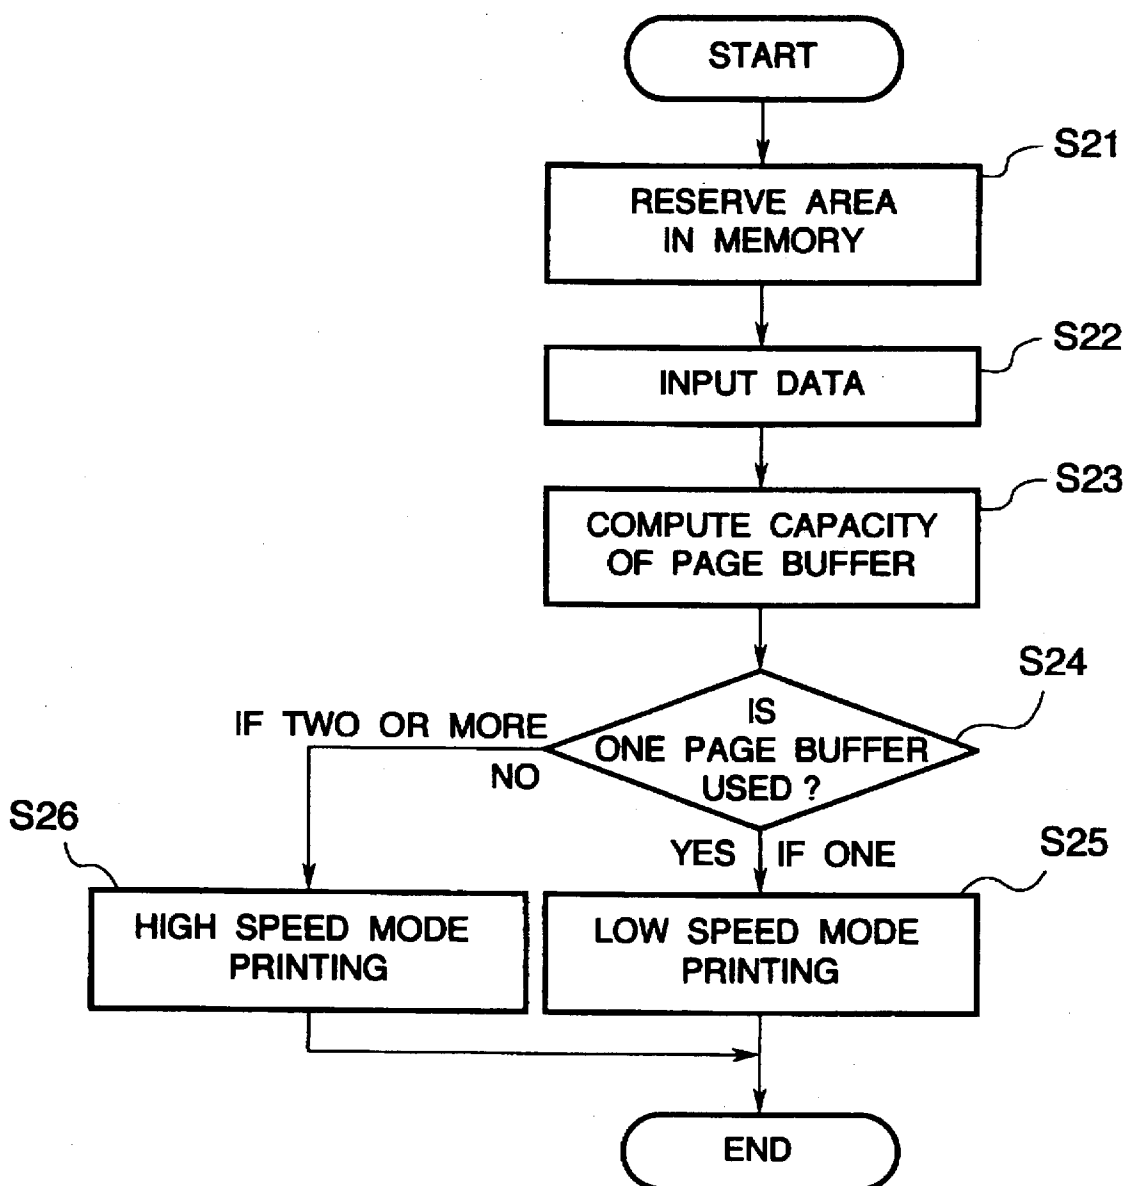 START
S21
RESERVE AREA
IN MEMORY
S22
INPUT DATA
S23
COMPUTE CAPACITY
OF PAGE BUFFER
S24
IS
ONE PAGE BUFFER
USED ?
IF TWO OR MORE
NO
YES IF ONE
S26
HIGH SPEED MODE
PRINTING
S25
LOW SPEED MODE
PRINTING
END